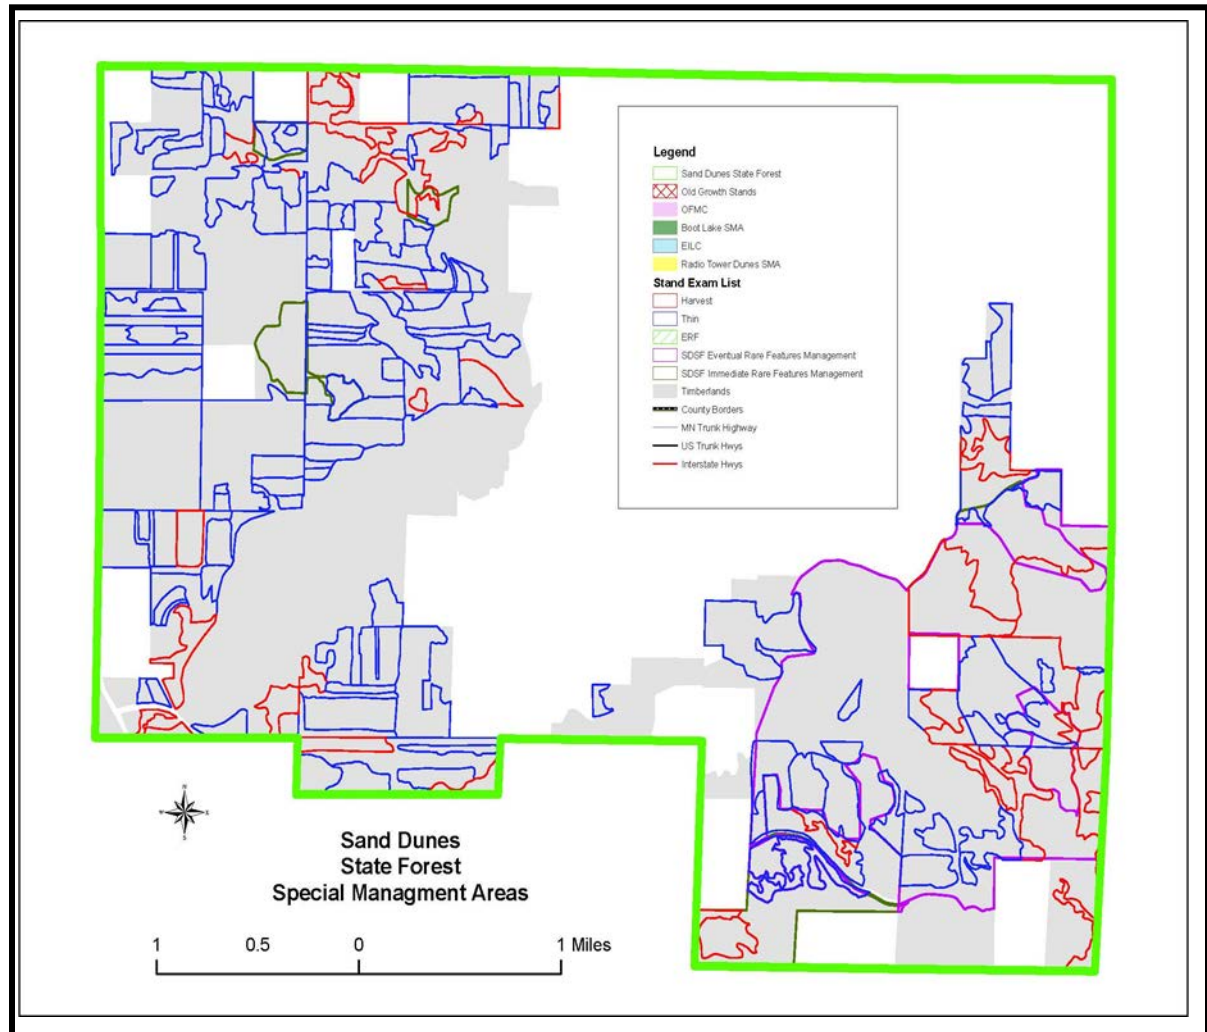 Legend
Sand Dunes State Forest
Old Growth Stands
OFMC
Boot Lake SMA
EILC
Radio Tower Dunes SMA
Stand Exam List
Harvest
Thin
ERF
SDSF Eventual Rare Features Management
SDSF Immediate Rare Features Management
Timberlands
County Borders
MN Trunk Highway
US Trunk Hwys
Interstate Hwys
N
W E
S
Sand Dunes
State Forest
Special Managment Areas
1 0.5 0 1 Miles